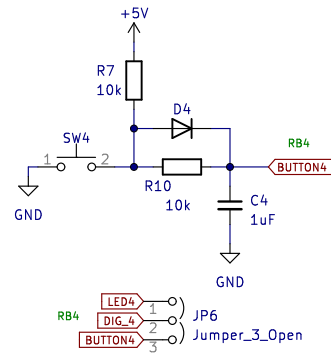 +5V
R7
10k
D4
SW4
1
2
RB4
BUTTON4
R10
10k
C4
1uF
GND
GND
LED4
1
JP6
RB4
DIG_4
2
Jumper_3_Open
BUTTON4
3